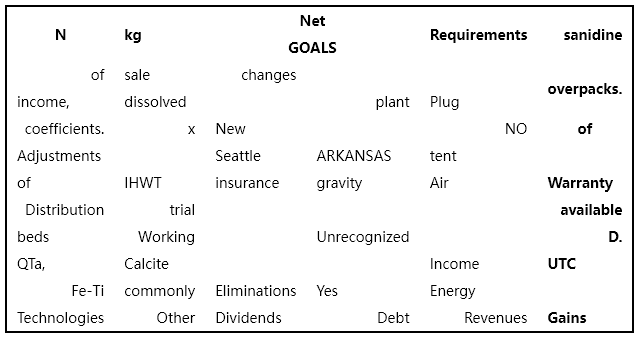 N kg Net GOALS Requirements sanidine
of sale changes overpacks.
income, dissolved plant Plug
coefficients. x New NO of
Adjustments Seattle ARKANSAS tent
of IHWT insurance gravity Air Warranty
Distribution trial available
beds Working Unrecognized D.
QTa, Calcite Income UTC
Fe-Ti commonly Eliminations Yes Energy
Technologies Other Dividends Debt Revenues Gains